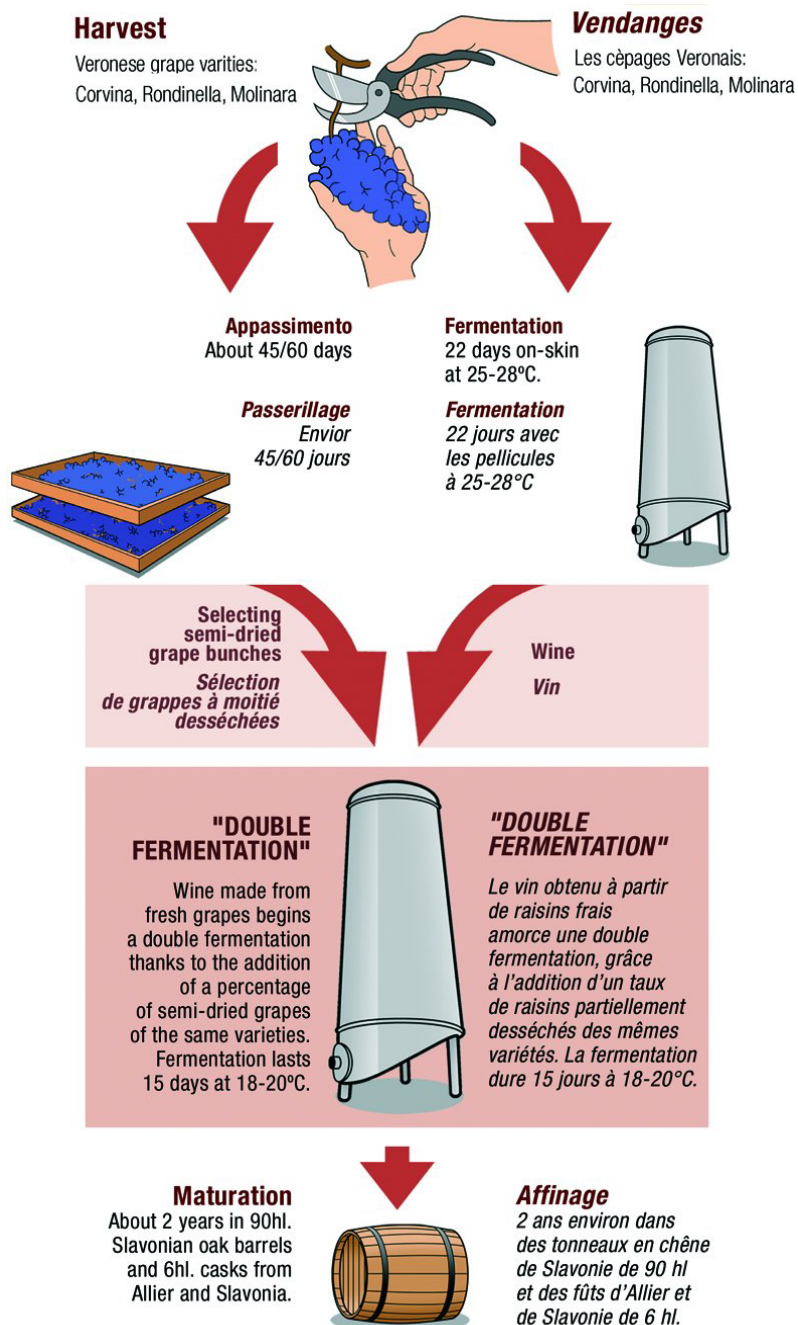 Harvest
Veronese grape varities:
Corvina, Rondinella, Molinara
Vendanges
Les cèpages Veronais:
Corvina, Rondinella, Molinara
Appassimento
About 45/60 days
Passerillage
Envior
45/60 jours
Fermentation
22 days on-skin
at 25-28ºC.
Fermentation
22 jours avec
les pellicules
à 25-28°C
Selecting
semi-dried
grape bunches
Sélection
de grappes à moitié
desséchées
Wine
Vin
"DOUBLE
FERMENTATION"
Wine made from
fresh grapes begins
a double fermentation
thanks to the addition
of a percentage
of semi-dried grapes
of the same varieties.
Fermentation lasts
15 days at 18-20ºC.
"DOUBLE
FERMENTATION"
Le vin obtenu à partir
de raisins frais
amorce une double
fermentation, grâce
à l’addition d’un taux
de raisins partiellement
desséchés des mêmes
variétés. La fermentation
dure 15 jours à 18-20°C.
Maturation
About 2 years in 90hl.
Slavonian oak barrels
and 6hl. casks from
Allier and Slavonia.
Affinage
2 ans environ dans
des tonneaux en chêne
de Slavonie de 90 hl
et des fûts d’Allier et
de Slavonie de 6 hl.